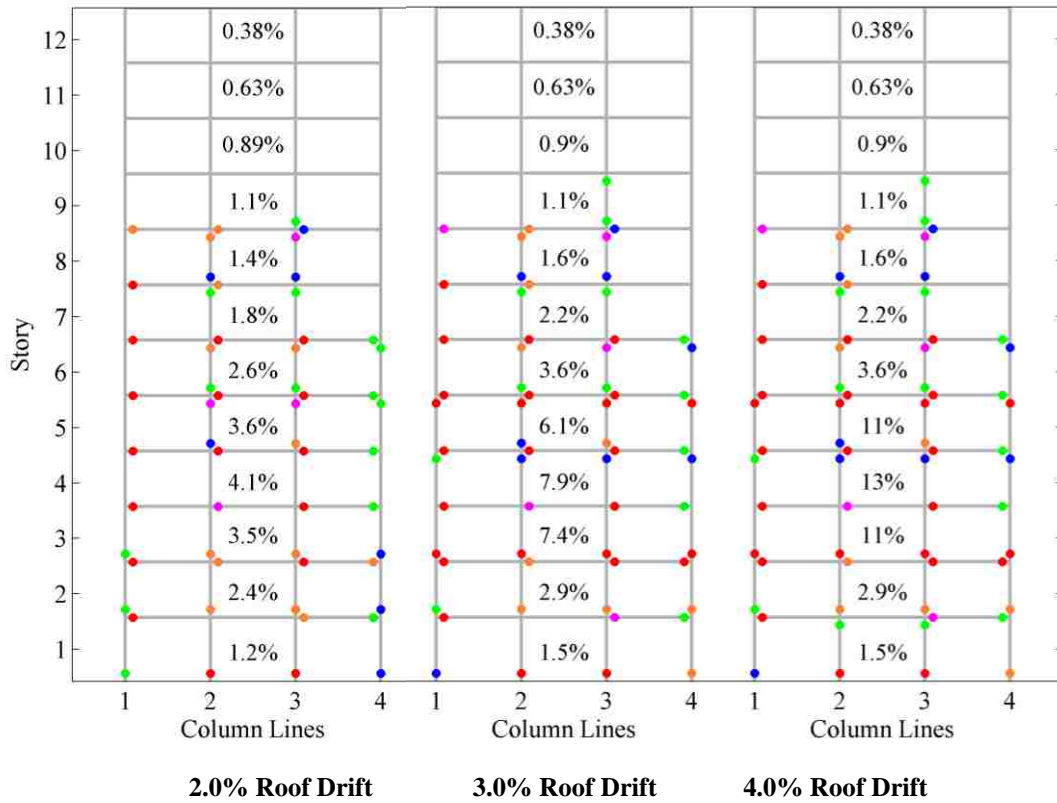 12 0.38% 0.38% 0.38%
11 0.63% 0.63% 0.63%
10 0.89% 0.9% 0.9%
9 1.1% 1.1% 1.1%
8 1.4% 1.6% 1.6%
7 1.8% 2.2% 2.2%
6 2.6% 3.6% 3.6%
5 3.6% 6.1% 11%
4 4.1% 7.9% 13%
3 3.5% 7.4% 11%
2 2.4% 2.9% 2.9%
1 1.2% 1.5% 1.5%
Story
1 2 3 4 1 2 3 4 1 2 3 4
Column Lines Column Lines Column Lines
2.0% Roof Drift 3.0% Roof Drift 4.0% Roof Drift